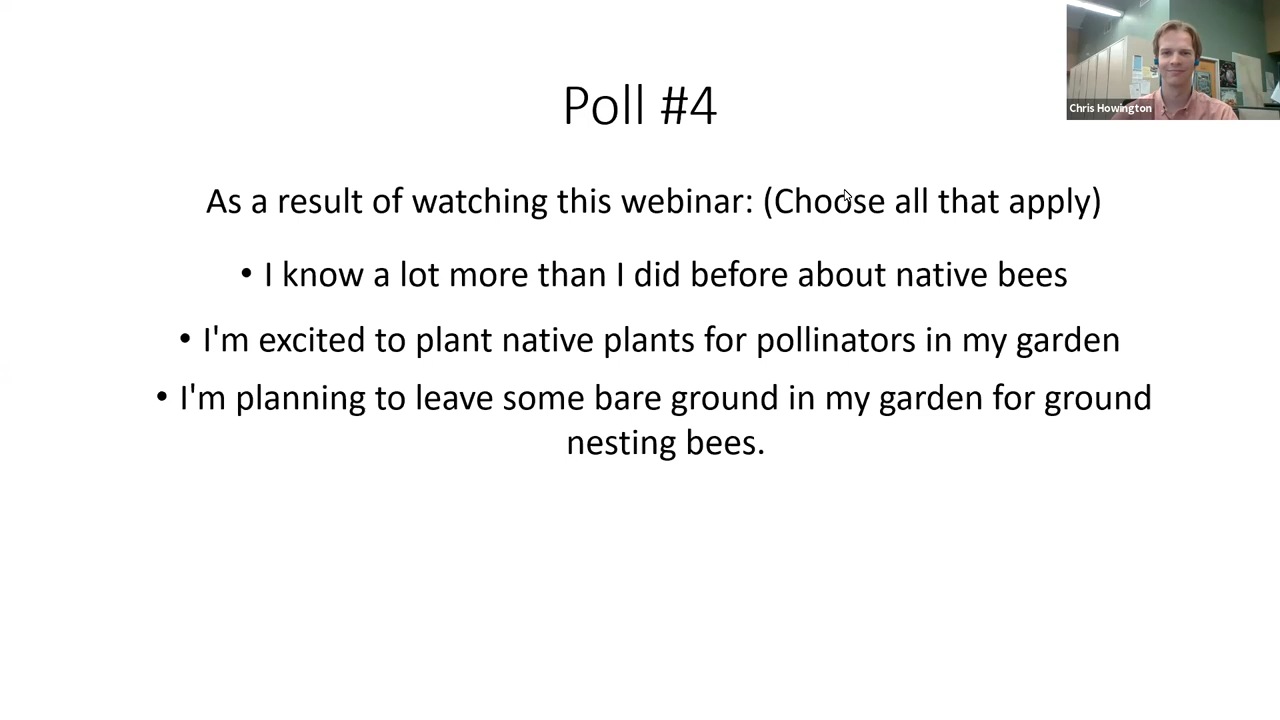 Poll #4
Chris Howington
As a result of watching this webinar: (Choose all that apply)
• I know a lot more than I did before about native bees
• I'm excited to plant native plants for pollinators in my garden
• I'm planning to leave some bare ground in my garden for ground
nesting bees.